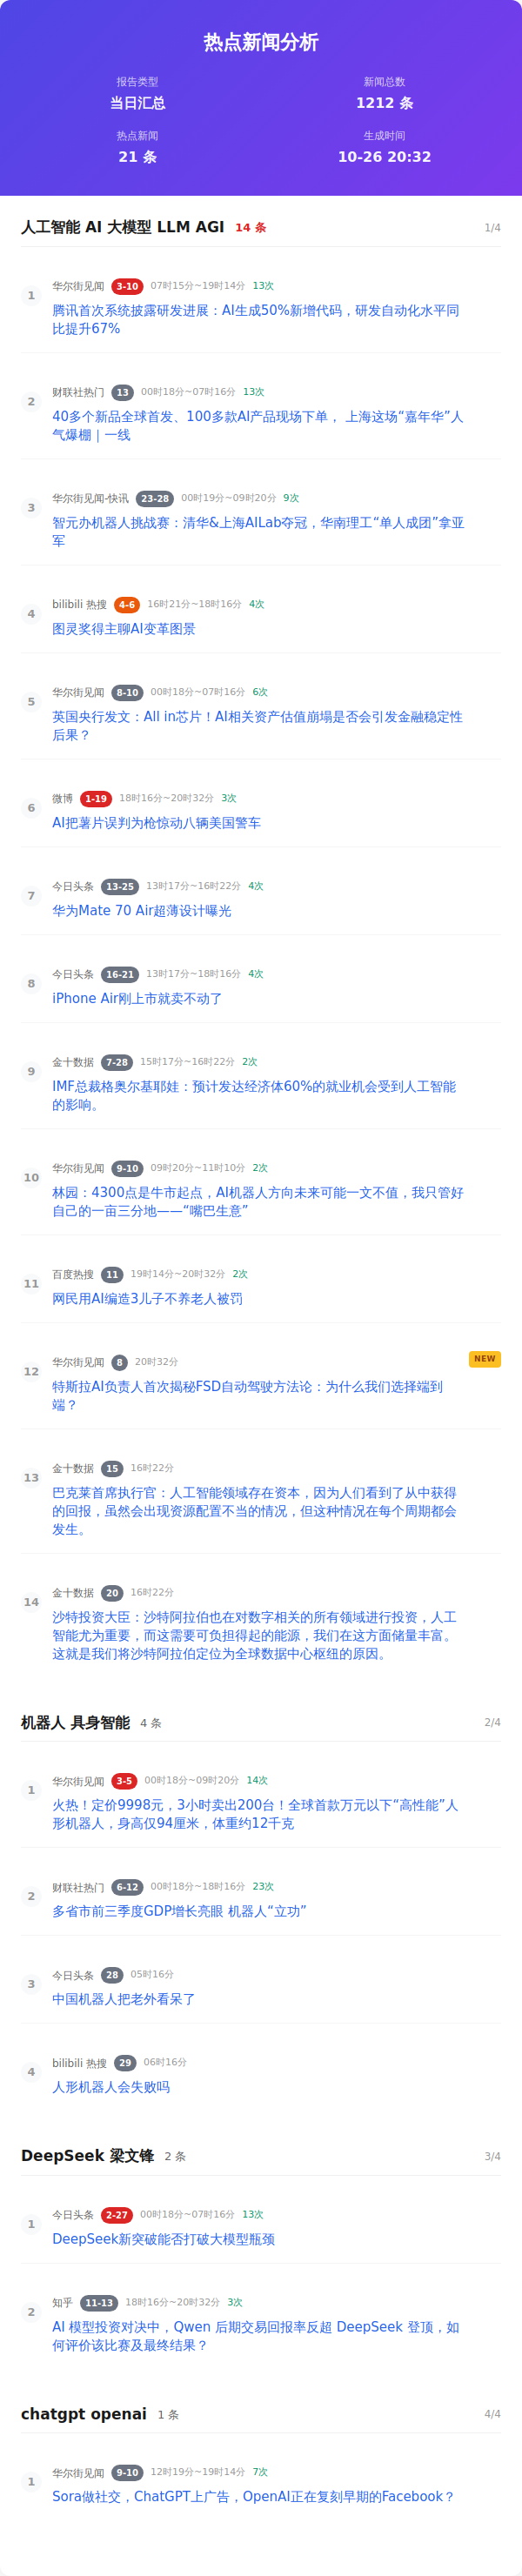 热点新闻分析
报告类型
新闻总数
当日汇总
1212 条
热点新闻
生成时间
21 条
10-26 20:32
人工智能 AI 大模型 LLM AGI 14 条 1/4
华尔街见闻 3-10 07时15分~19时14分 13次
1
腾讯首次系统披露研发进展：AI生成50%新增代码，研发自动化水平同
比提升67%
财联社热门 13 00时18分~07时16分 13次
2
40多个新品全球首发、100多款AI产品现场下单， 上海这场“嘉年华”人
气爆棚｜一线
华尔街见闻-快讯 23-28 00时19分~09时20分 9次
3
智元办机器人挑战赛：清华&上海AILab夺冠，华南理工“单人成团”拿亚
军
bilibili 热搜 4-6 16时21分~18时16分 4次
4
图灵奖得主聊AI变革图景
华尔街见闻 8-10 00时18分~07时16分 6次
5
英国央行发文：All in芯片！AI相关资产估值崩塌是否会引发金融稳定性
后果？
微博 1-19 18时16分~20时32分 3次
6
AI把薯片误判为枪惊动八辆美国警车
今日头条 13-25 13时17分~16时22分 4次
7
华为Mate 70 Air超薄设计曝光
今日头条 16-21 13时17分~18时16分 4次
8
iPhone Air刚上市就卖不动了
金十数据 7-28 15时17分~16时22分 2次
9
IMF总裁格奥尔基耶娃：预计发达经济体60%的就业机会受到人工智能
的影响。
华尔街见闻 9-10 09时20分~11时10分 2次
10
林园：4300点是牛市起点，AI机器人方向未来可能一文不值，我只管好
自己的一亩三分地——“嘴巴生意”
百度热搜 11 19时14分~20时32分 2次
11
网民用AI编造3儿子不养老人被罚
华尔街见闻 8 20时32分 NEW
12
特斯拉AI负责人首次揭秘FSD自动驾驶方法论：为什么我们选择端到
端？
金十数据 15 16时22分
13
巴克莱首席执行官：人工智能领域存在资本，因为人们看到了从中获得
的回报，虽然会出现资源配置不当的情况，但这种情况在每个周期都会
发生。
金十数据 20 16时22分
14
沙特投资大臣：沙特阿拉伯也在对数字相关的所有领域进行投资，人工
智能尤为重要，而这需要可负担得起的能源，我们在这方面储量丰富。
这就是我们将沙特阿拉伯定位为全球数据中心枢纽的原因。
机器人 具身智能 4 条 2/4
华尔街见闻 3-5 00时18分~09时20分 14次
1
火热！定价9998元，3小时卖出200台！全球首款万元以下“高性能”人
形机器人，身高仅94厘米，体重约12千克
财联社热门 6-12 00时18分~18时16分 23次
2
多省市前三季度GDP增长亮眼 机器人“立功”
今日头条 28 05时16分
3
中国机器人把老外看呆了
bilibili 热搜 29 06时16分
4
人形机器人会失败吗
DeepSeek 梁文锋 2 条 3/4
今日头条 2-27 00时18分~07时16分 13次
1
DeepSeek新突破能否打破大模型瓶颈
知乎 11-13 18时16分~20时32分 3次
2
AI 模型投资对决中，Qwen 后期交易回报率反超 DeepSeek 登顶，如
何评价该比赛及最终结果？
chatgpt openai 1 条 4/4
华尔街见闻 9-10 12时19分~19时14分 7次
1
Sora做社交，ChatGPT上广告，OpenAI正在复刻早期的Facebook？